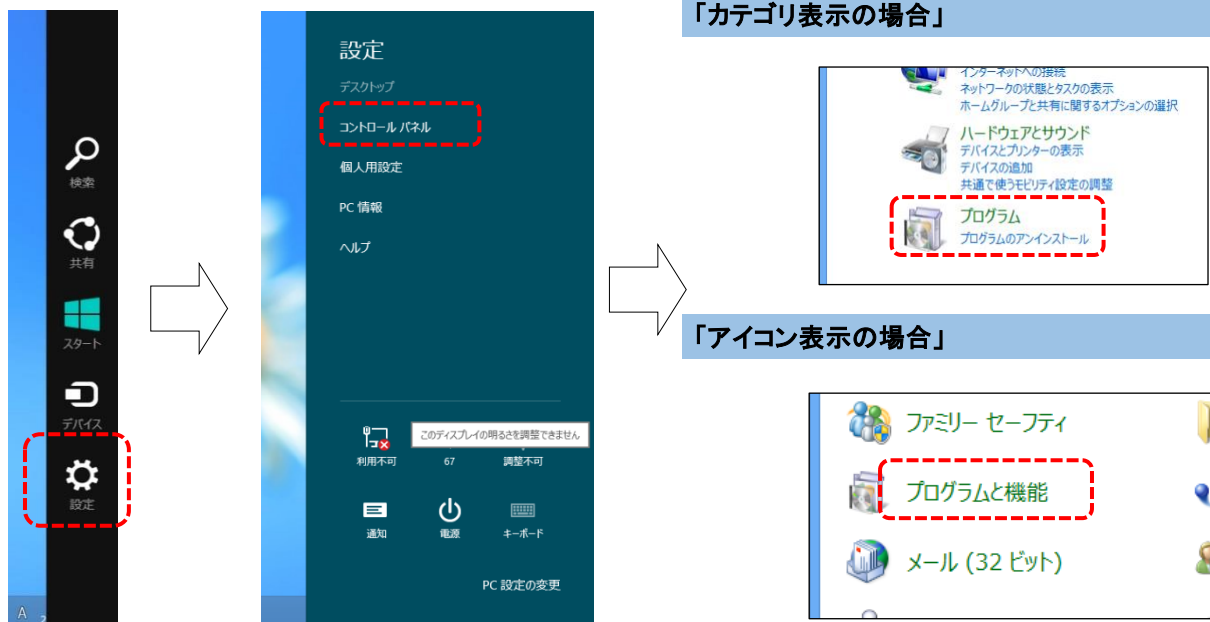 検索
共有
スタート
デバイス
設定
A
設定
デスクトップ
コントロール パネル
個人用設定
PC 情報
ヘルプ
このディスプレイの明るさを調整できません
利用不可
67
調整不可
通知
電源
キーボード
PC 設定の変更
「カテゴリ表示の場合」
インターネットへの接続
ネットワークの状態とタスクの表示
ホームグループと共有に関するオプションの選択
ハードウェアとサウンド
デバイスとプリンターの表示
デバイスの追加
共通で使うモビリティ設定の調整
プログラム
プログラムのアンインストール
「アイコン表示の場合」
ファミリー セーフティ
プログラムと機能
メール (32 ビット)